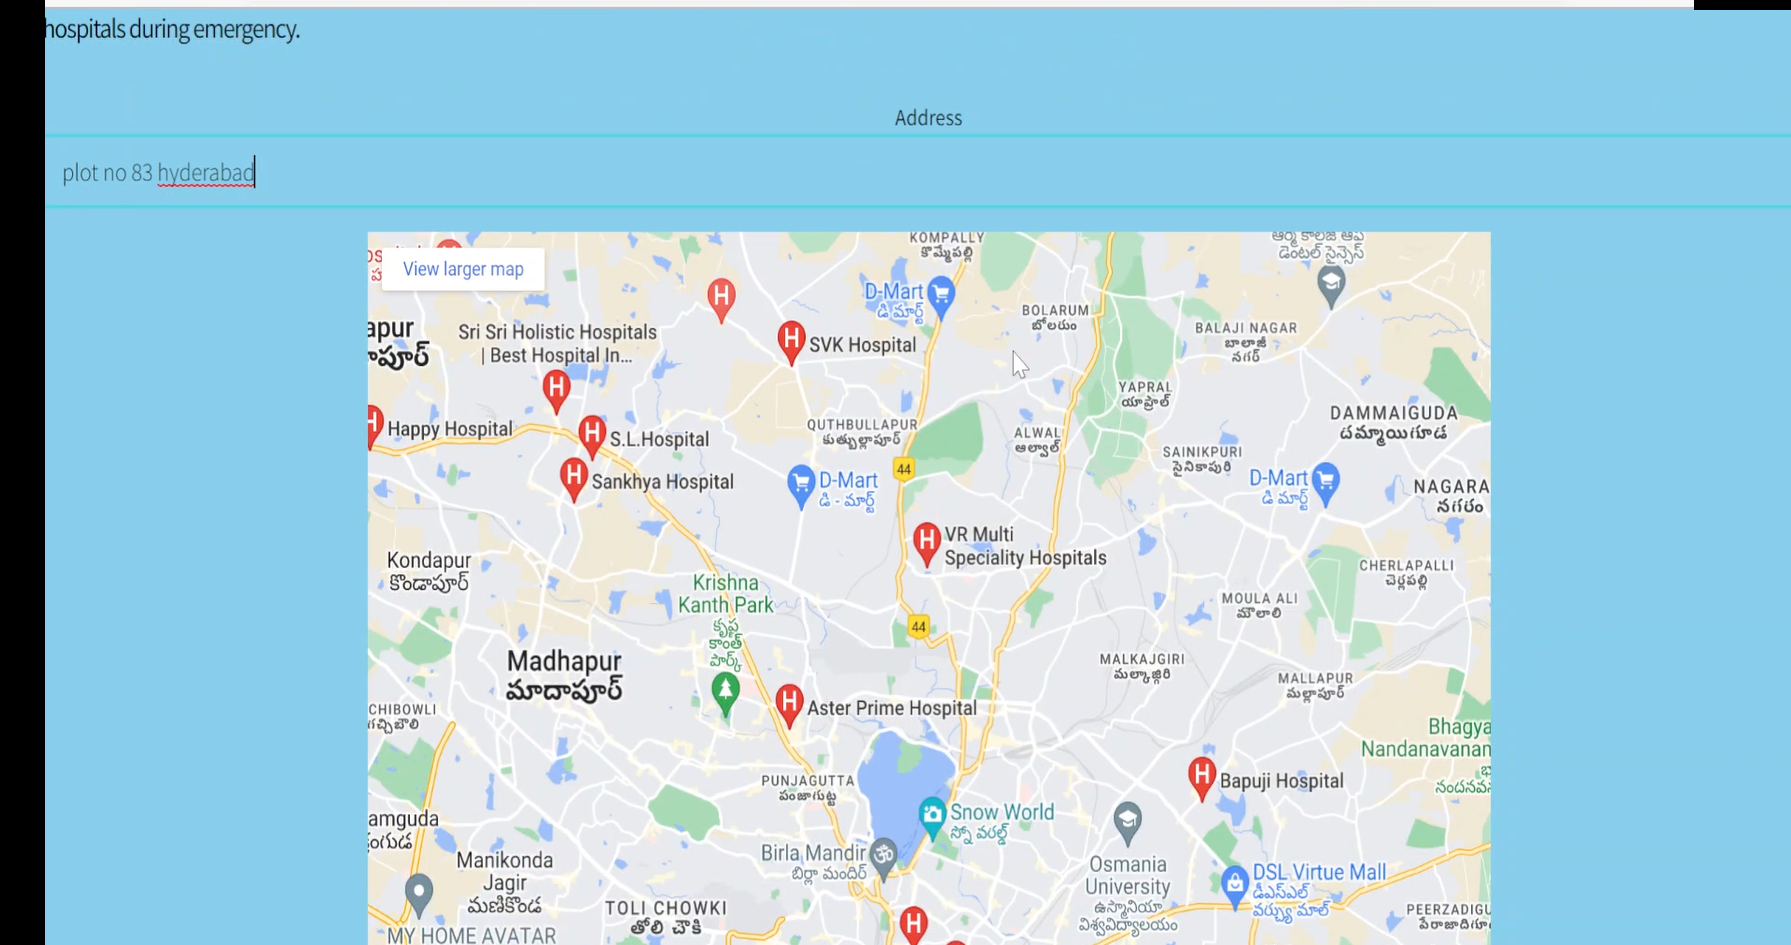 hospitals during emergency.
Address
plot no 83 hyderabad
View larger map
KOMPALLY
కొమ్మేపల్లి
ఆర్మీ కాలేజ్ ఆఫ్
డెంటల్ సైన్సెస్
D-Mart
డి మార్ట్
BOLARUM
బోలరుం
BALAJI NAGAR
బాలాజీ
నగర్
apur
ాపూర్
Sri Sri Holistic Hospitals
| Best Hospital In...
H
H
SVK Hospital
YAPRAL
యాప్రాల్
H
Happy Hospital
H
S.L.Hospital
QUTHBULLAPUR
కుత్బుల్లాపూర్
ALWAL
ఆల్వాల్
DAMMAIGUDA
దమ్మాయిగూడ
SAINIKPURI
సైనికాపురి
H
Sankhya Hospital
44
D-Mart
డి - మార్ట్
D-Mart
డి మార్ట్
NAGARA
నగరం
H
VR Multi
Speciality Hospitals
Kondapur
కొండాపూర్
Krishna
Kanth Park
కృష్ణ
కాంత్
పార్క్
CHERLAPALLI
చెర్లపల్లి
MOULA ALI
మౌలాలి
44
Madhapur
మాదాపూర్
MALKAJGIRI
మల్కాజ్గిరి
MALLAPUR
మల్లాపూర్
H
Aster Prime Hospital
CHIBOWLI
గచ్చిబౌలి
Bhagya
Nandanavanam
PUNJAGUTTA
పంజాగుట్ట
H
Bapuji Hospital
Snow World
స్నో వరల్డ్
amguda
Manikonda
Jagir
మణికొండ
Birla Mandir
బిర్లా మందిర్
Osmania
University
ఉస్మానియా
విశ్వవిద్యాలయం
DSL Virtue Mall
డీఎస్ఎల్
వర్చ్యు మాల్
TOLI CHOWKI
తోలి చౌకి
H
PEERZADIGU
పీరాజాదిగూ
MY HOME AVATAR